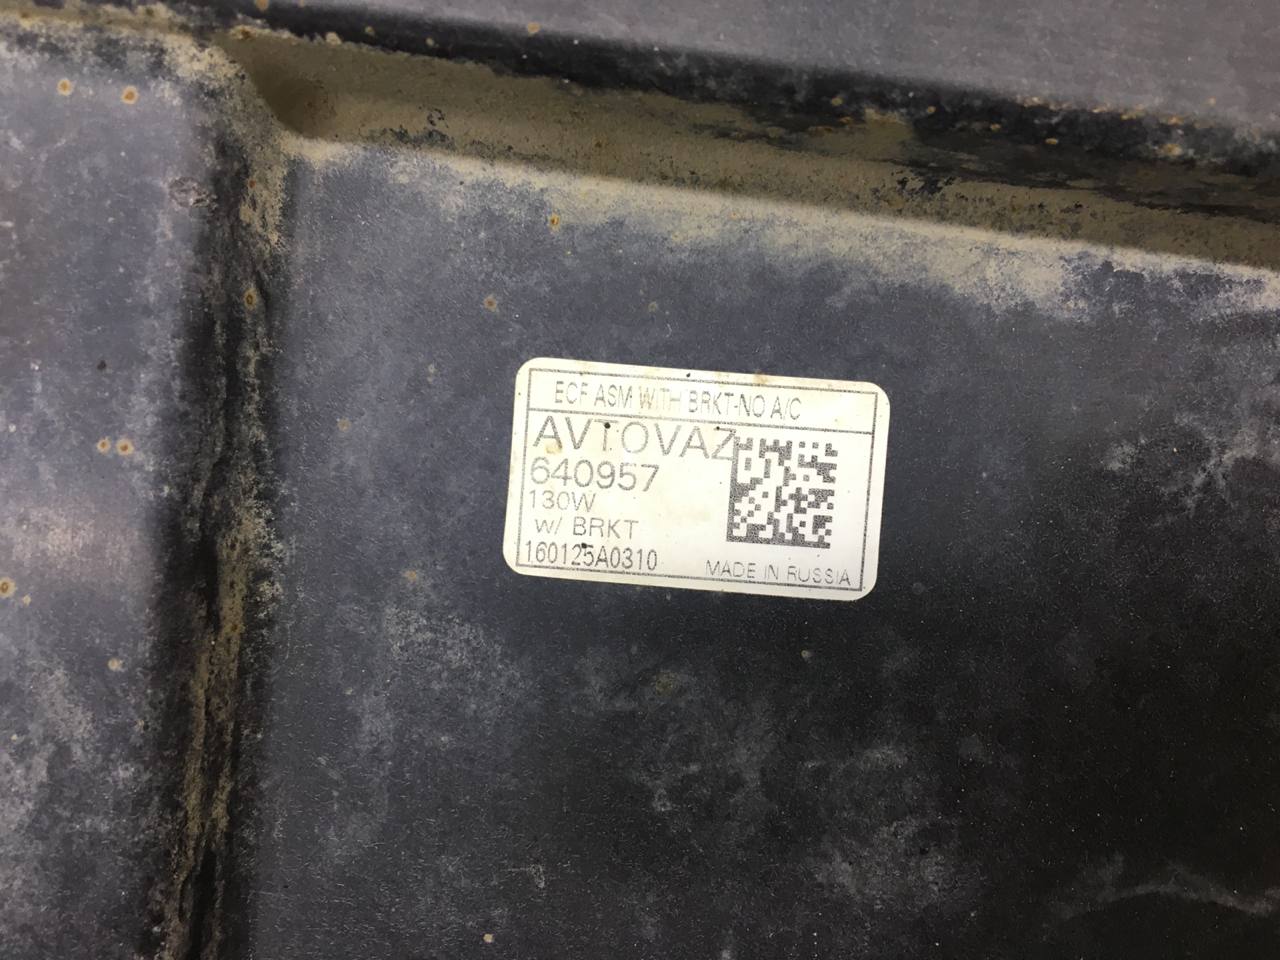 ECF ASM WITH BRKT-NO A/C
AVTOVAZ
640957
130W
w/ BRKT
160125A0310
MADE IN RUSSIA